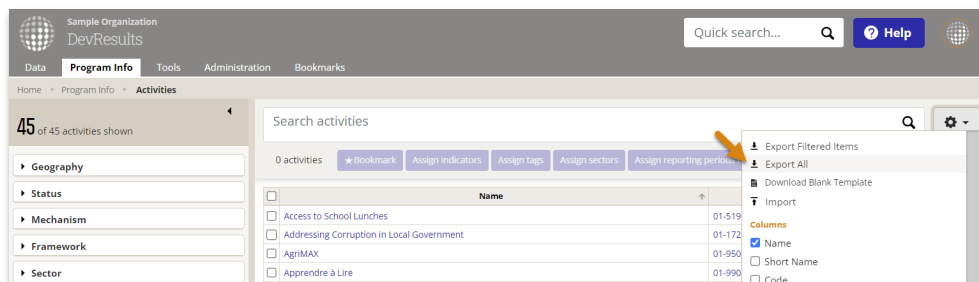 Sample Organization
DevResults
Quick search...
Help
Data Program Info Tools Administration Bookmarks
Home Program Info Activities
45 of 45 activities shown
Geography
Status
Mechanism
Framework
Sector
Search activities
0 activities ★Bookmark Assign indicators Assign tags Assign sectors Assign reporting periods
Name
Access to School Lunches 01-519
Addressing Corruption in Local Government 01-172
AgriMAX 01-950
Apprendre à Lire 01-990
Export Filtered Items
Export All
Download Blank Template
Import
Columns
Name
Short Name
Code